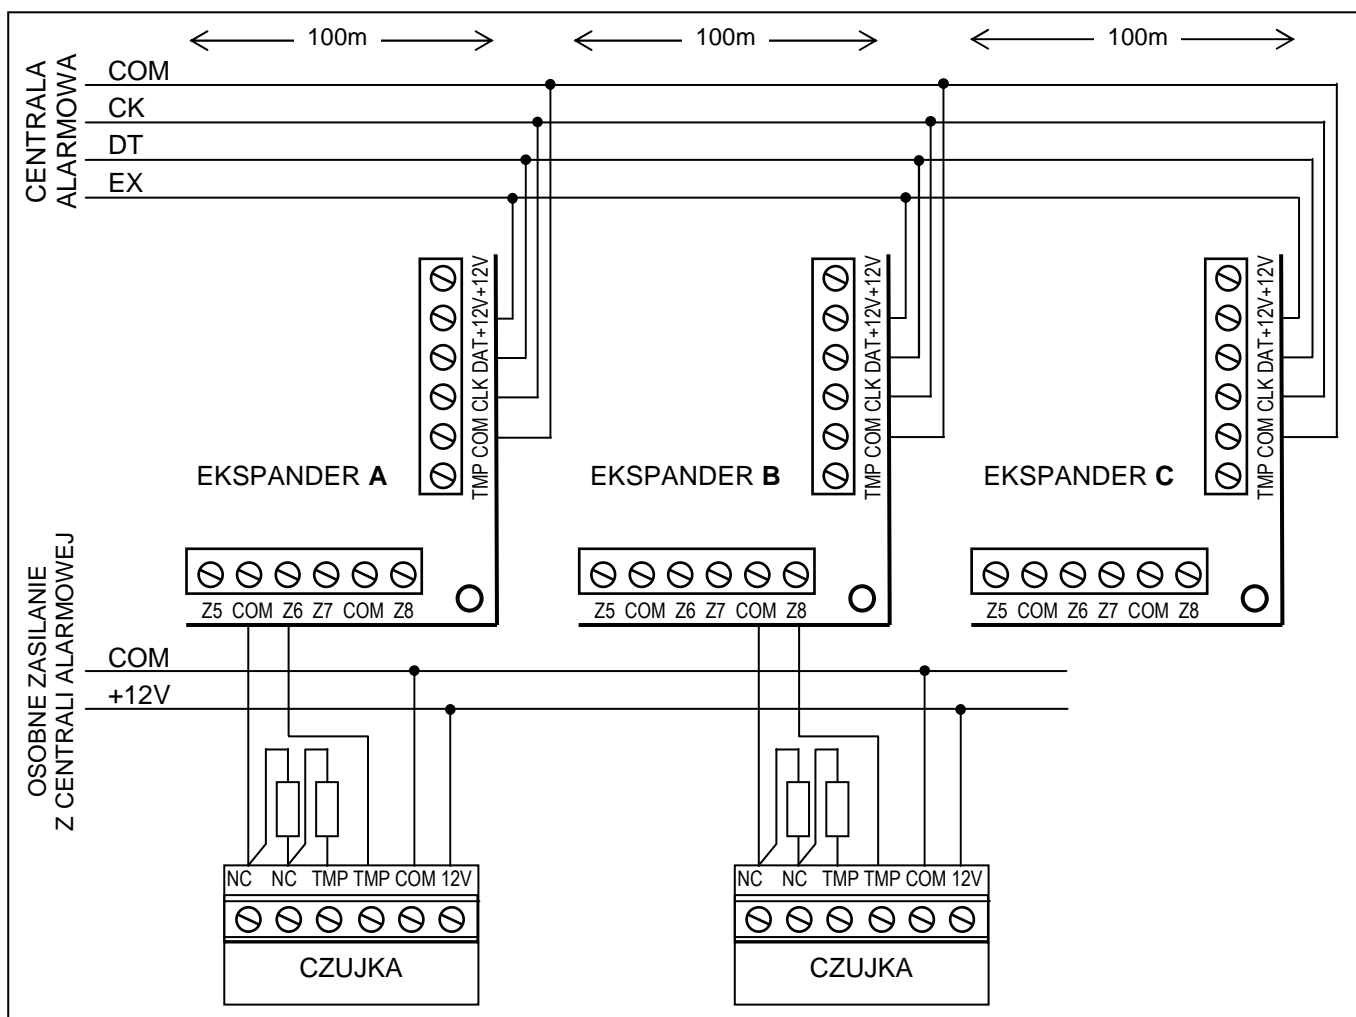 100m 100m 100m
CENTRALA
ALARMOWA
COM
CK
DT
EX
TMP COM CLK DAT+12V+12V
TMP COM CLK DAT+12V+12V
TMP COM CLK DAT+12V+12V
EKSPANDER A
EKSPANDER B
EKSPANDER C
Z5 COM Z6 Z7 COM Z8
Z5 COM Z6 Z7 COM Z8
Z5 COM Z6 Z7 COM Z8
OSOBNE ZASILANIE
Z CENTRALI ALARMOWEJ
COM
+12V
NC NC TMP TMP COM 12V
NC NC TMP TMP COM 12V
CZUJKA
CZUJKA